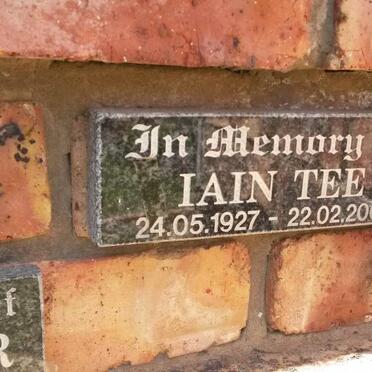 In Memory
IAIN TEE
24.05.1927 - 22.02.20
f
R